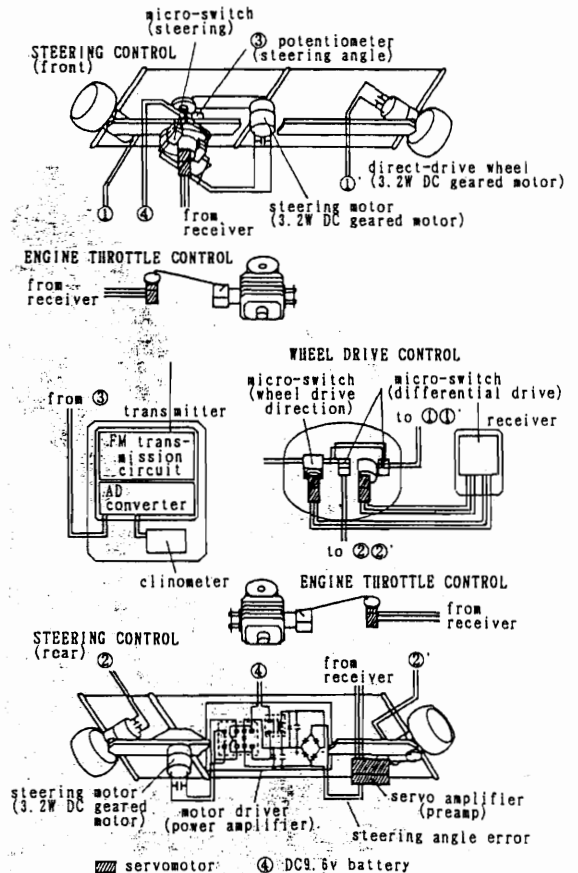 micro-switch
(steering)
③ potentiometer
(steering angle)
STEERING CONTROL
(front)
direct-drive wheel
(3.2W DC geared motor)
①
④
from
receiver
steering motor
(3.2W DC geared motor)
①'
ENGINE THROTTLE CONTROL
from
receiver
WHEEL DRIVE CONTROL
micro-switch
(wheel drive
direction)
micro-switch
(differential drive)
to ①①'
receiver
from ③
transmitter
FM trans-
mission
circuit
AD
converter
clinometer
to ②②'
ENGINE THROTTLE CONTROL
from
receiver
STEERING CONTROL
(rear)
②
④
from
receiver
②'
steering motor
(3.2W DC geared
motor)
motor driver
(power amplifier)
servo amplifier
(preamp)
steering angle error
servomotor
④ DC9.6v battery